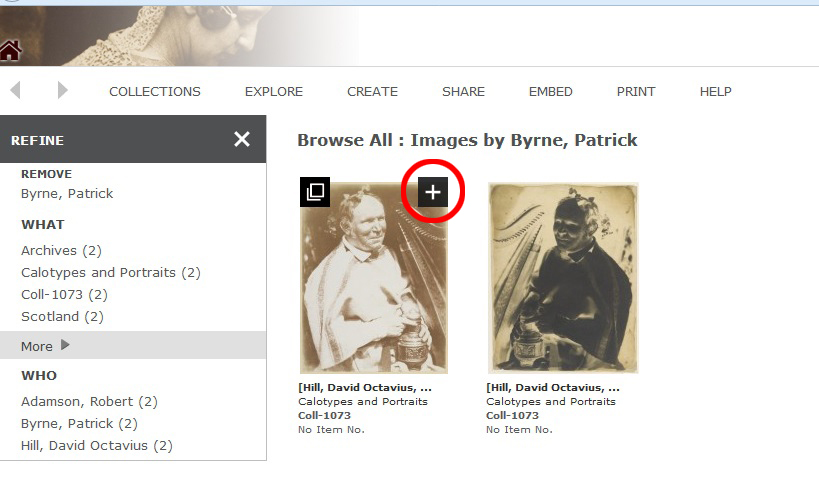 COLLECTIONS EXPLORE CREATE SHARE EMBED PRINT HELP
REFINE
REMOVE
Byrne, Patrick
WHAT
Archives (2)
Calotypes and Portraits (2)
Coll-1073 (2)
Scotland (2)
More
WHO
Adamson, Robert (2)
Byrne, Patrick (2)
Hill, David Octavius (2)
Browse All : Images by Byrne, Patrick
[Hill, David Octavius, ...
Calotypes and Portraits
Coll-1073
No Item No.
[Hill, David Octavius, ...
Calotypes and Portraits
Coll-1073
No Item No.